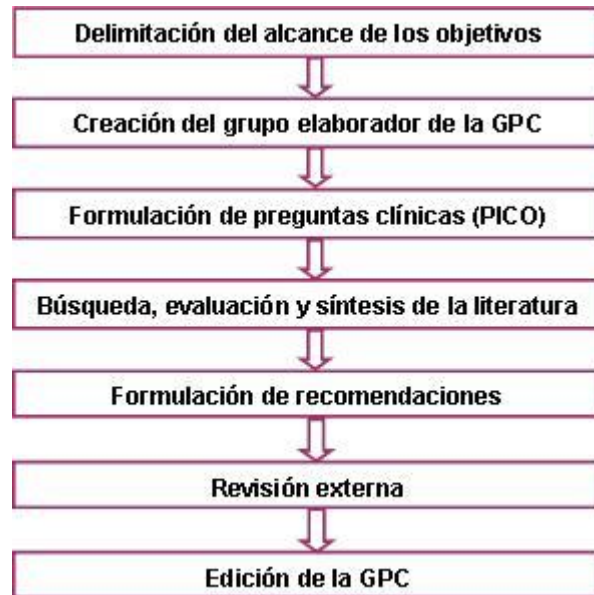 Delimitación del alcance de los objetivos
Creación del grupo elaborador de la GPC
Formulación de preguntas clínicas (PICO)
Búsqueda, evaluación y síntesis de la literatura
Formulación de recomendaciones
Revisión externa
Edición de la GPC